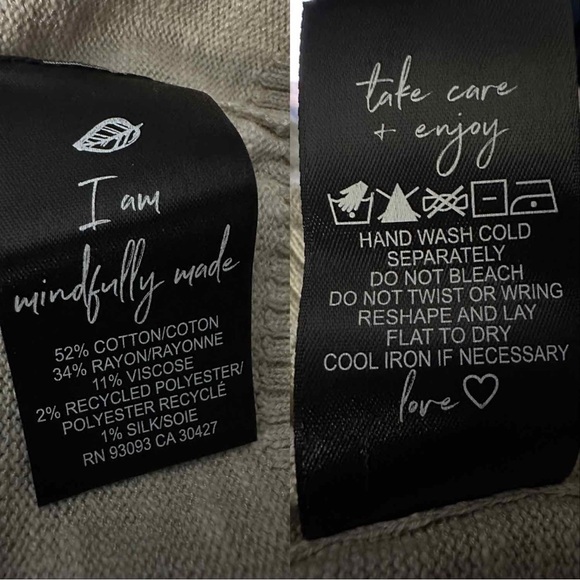 I am
mindfully made
52% COTTON/COTON
34% RAYON/RAYONNE
11% VISCOSE
2% RECYCLED POLYESTER/
POLYESTER RECYCLÉ
1% SILK/SOIE
RN 93093 CA 30427
take care
+ enjoy
HAND WASH COLD
SEPARATELY
DO NOT BLEACH
DO NOT TWIST OR WRING
RESHAPE AND LAY
FLAT TO DRY
COOL IRON IF NECESSARY
love♡